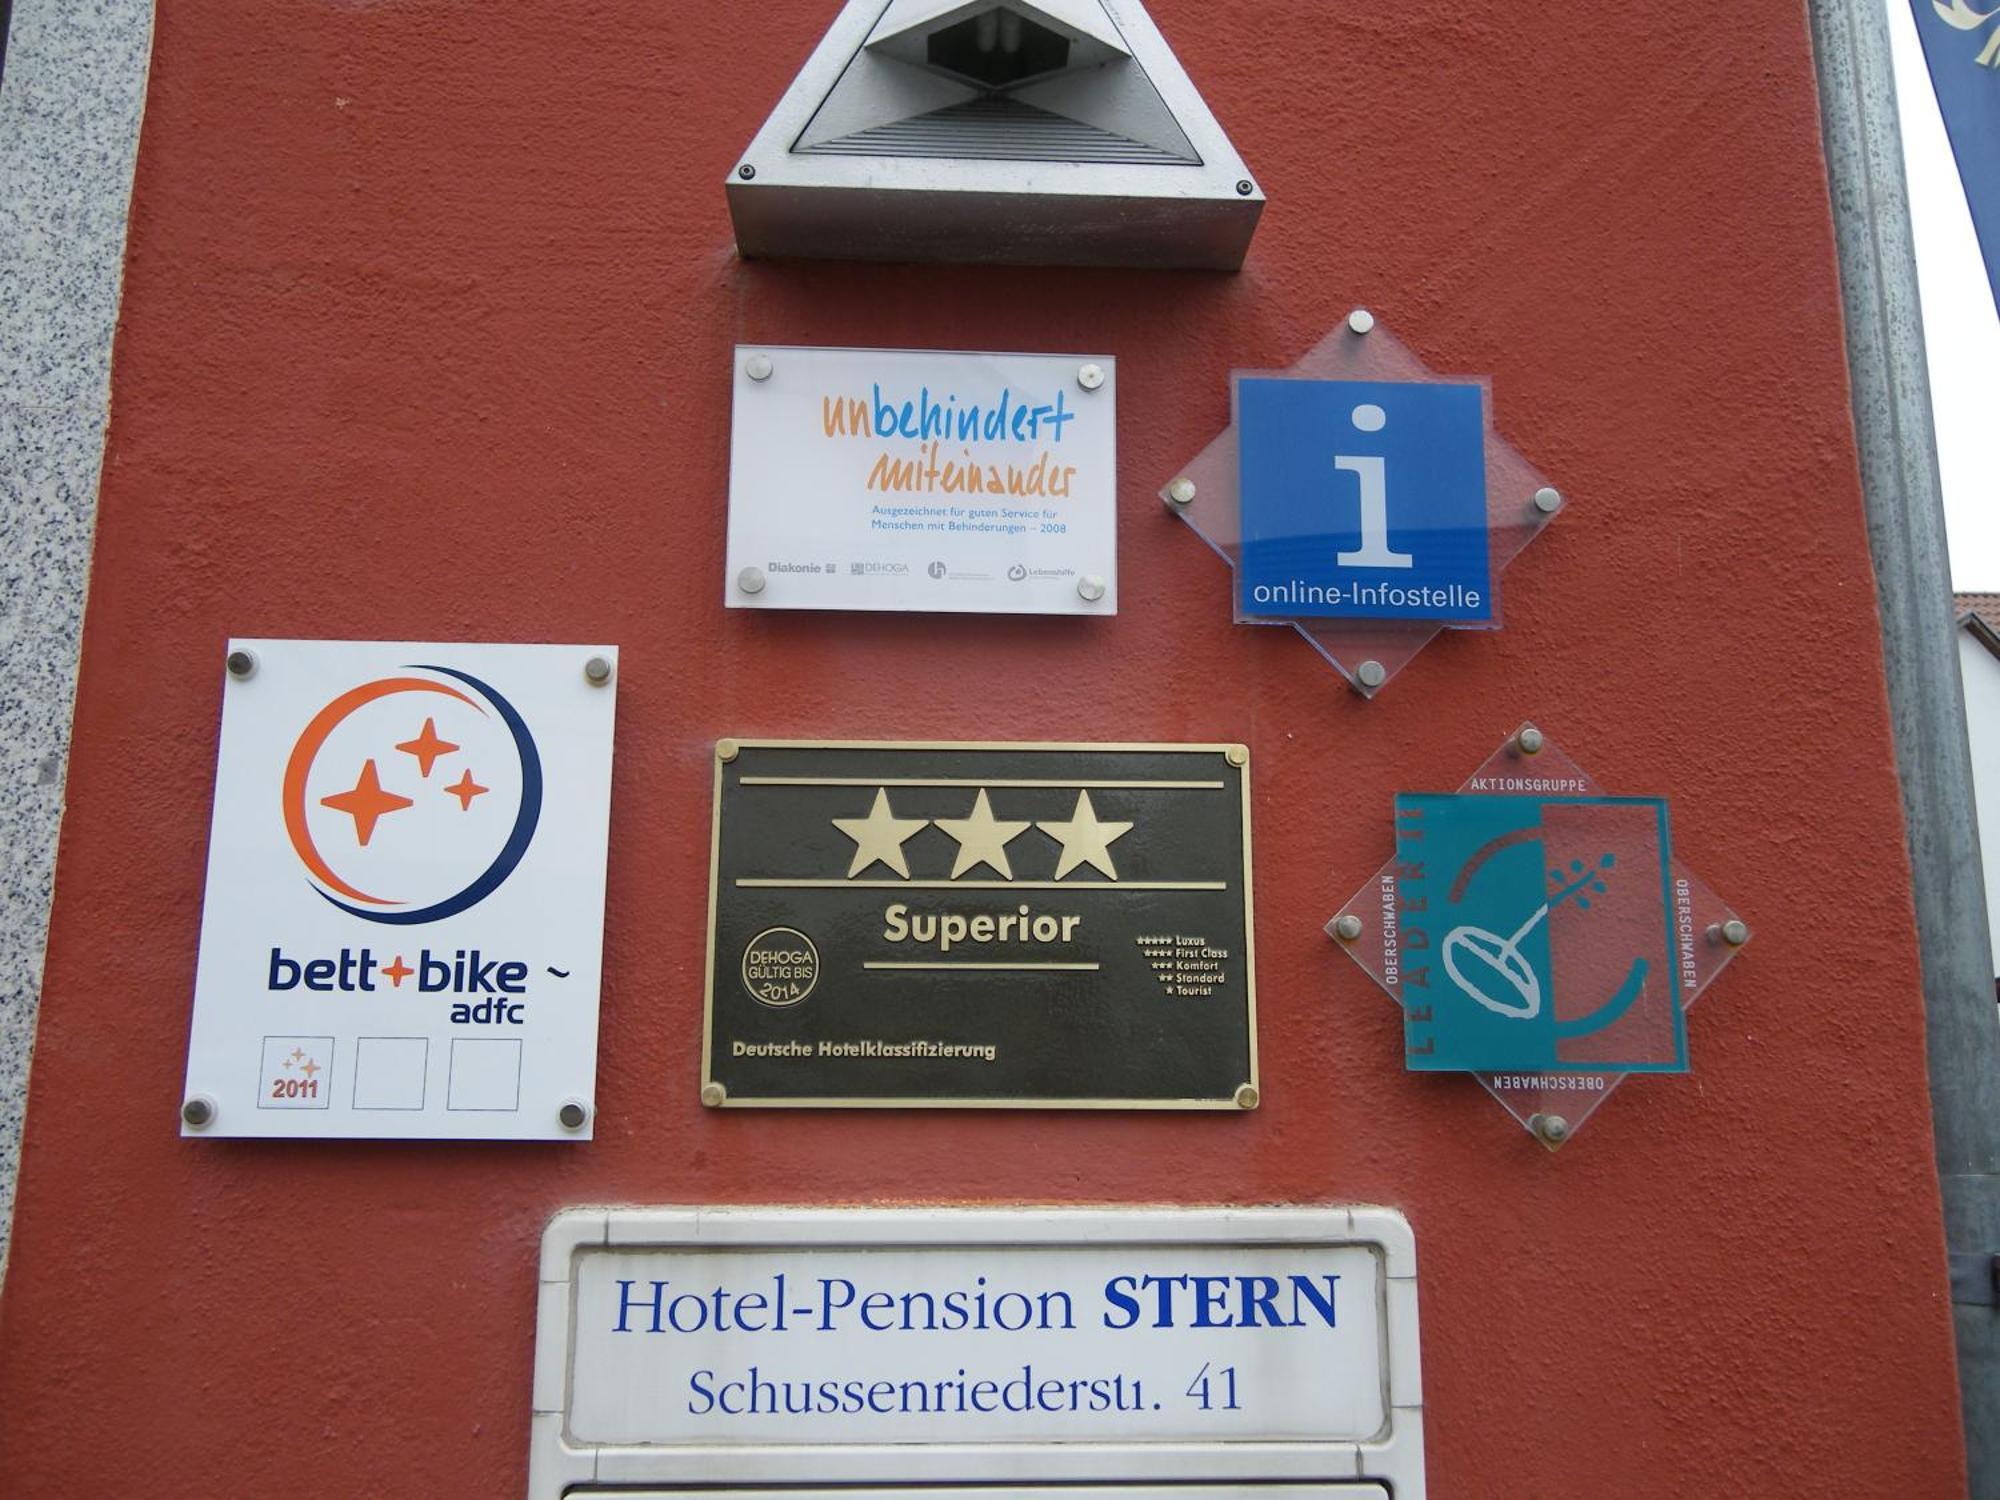 unbehindert
miteinander
Ausgezeichnet für guten Service für
Menschen mit Behinderungen – 2008
Diakonie
DEHOGA
Lebenshilfe
i
online-Infostelle
bett+bike
adfc
2011
Superior
DEHOGA
GÜLTIG BIS
2014
***** Luxus
**** First Class
*** Komfort
** Standard
* Tourist
Deutsche Hotelklassifizierung
AKTIONSGRUPPE
OBERSCHWABEN
LEADER II
OBERSCHWABEN
OBERSCHWABEN
Hotel-Pension STERN
Schussenriederstr. 41